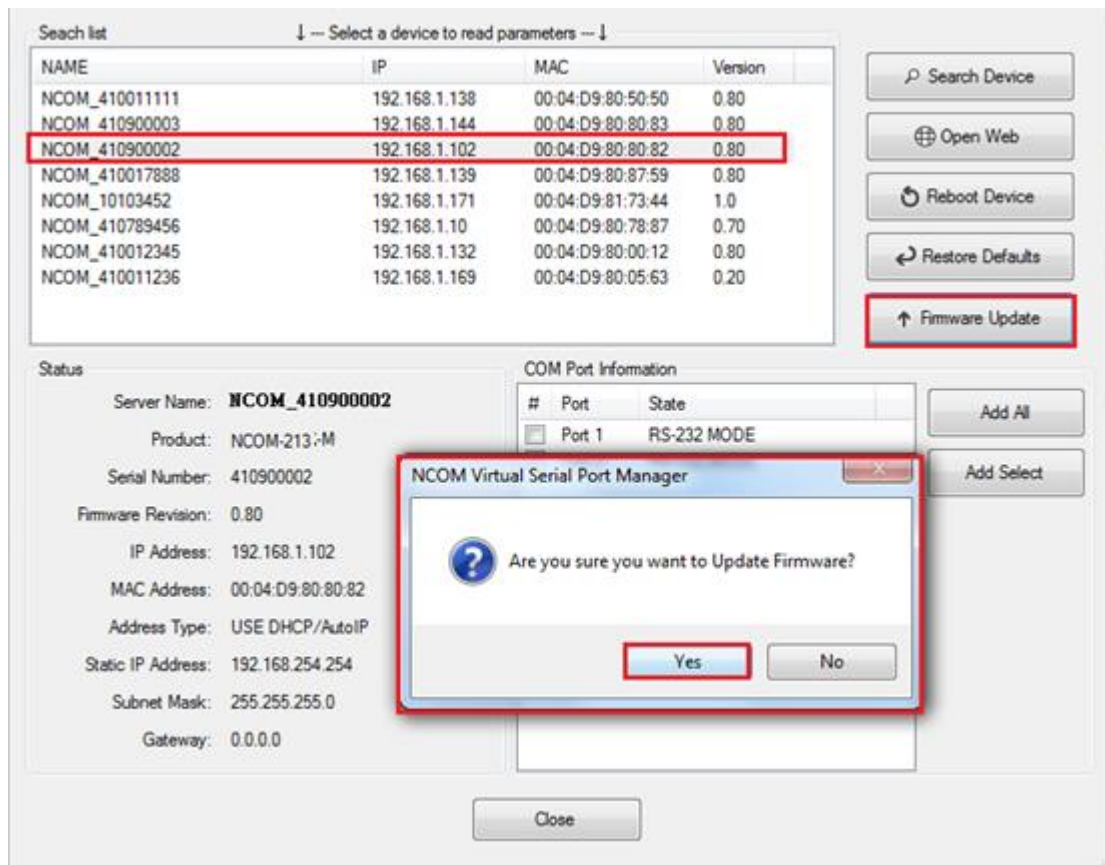 Seach list ↓ -- Select a device to read parameters -- ↓
NAME IP MAC Version
NCOM_410011111 192.168.1.138 00:04:D9:80:50:50 0.80
NCOM_410900003 192.168.1.144 00:04:D9:80:80:83 0.80
NCOM_410900002 192.168.1.102 00:04:D9:80:80:82 0.80
NCOM_410017888 192.168.1.139 00:04:D9:80:87:59 0.80
NCOM_10103452 192.168.1.171 00:04:D9:81:73:44 1.0
NCOM_410789456 192.168.1.10 00:04:D9:80:78:87 0.70
NCOM_410012345 192.168.1.132 00:04:D9:80:00:12 0.80
NCOM_410011236 192.168.1.169 00:04:D9:80:05:63 0.20
Search Device
Open Web
Reboot Device
Restore Defaults
Firmware Update
Status
Server Name: NCOM_410900002
Product: NCOM-213-M
Serial Number: 410900002
Firmware Revision: 0.80
IP Address: 192.168.1.102
MAC Address: 00:04:D9:80:80:82
Address Type: USE DHCP/AutoIP
Static IP Address: 192.168.254.254
Subnet Mask: 255.255.255.0
Gateway: 0.0.0.0
COM Port Information
# Port State
Port 1 RS-232 MODE
Add All
Add Select
NCOM Virtual Serial Port Manager
Are you sure you want to Update Firmware?
Yes No
Close